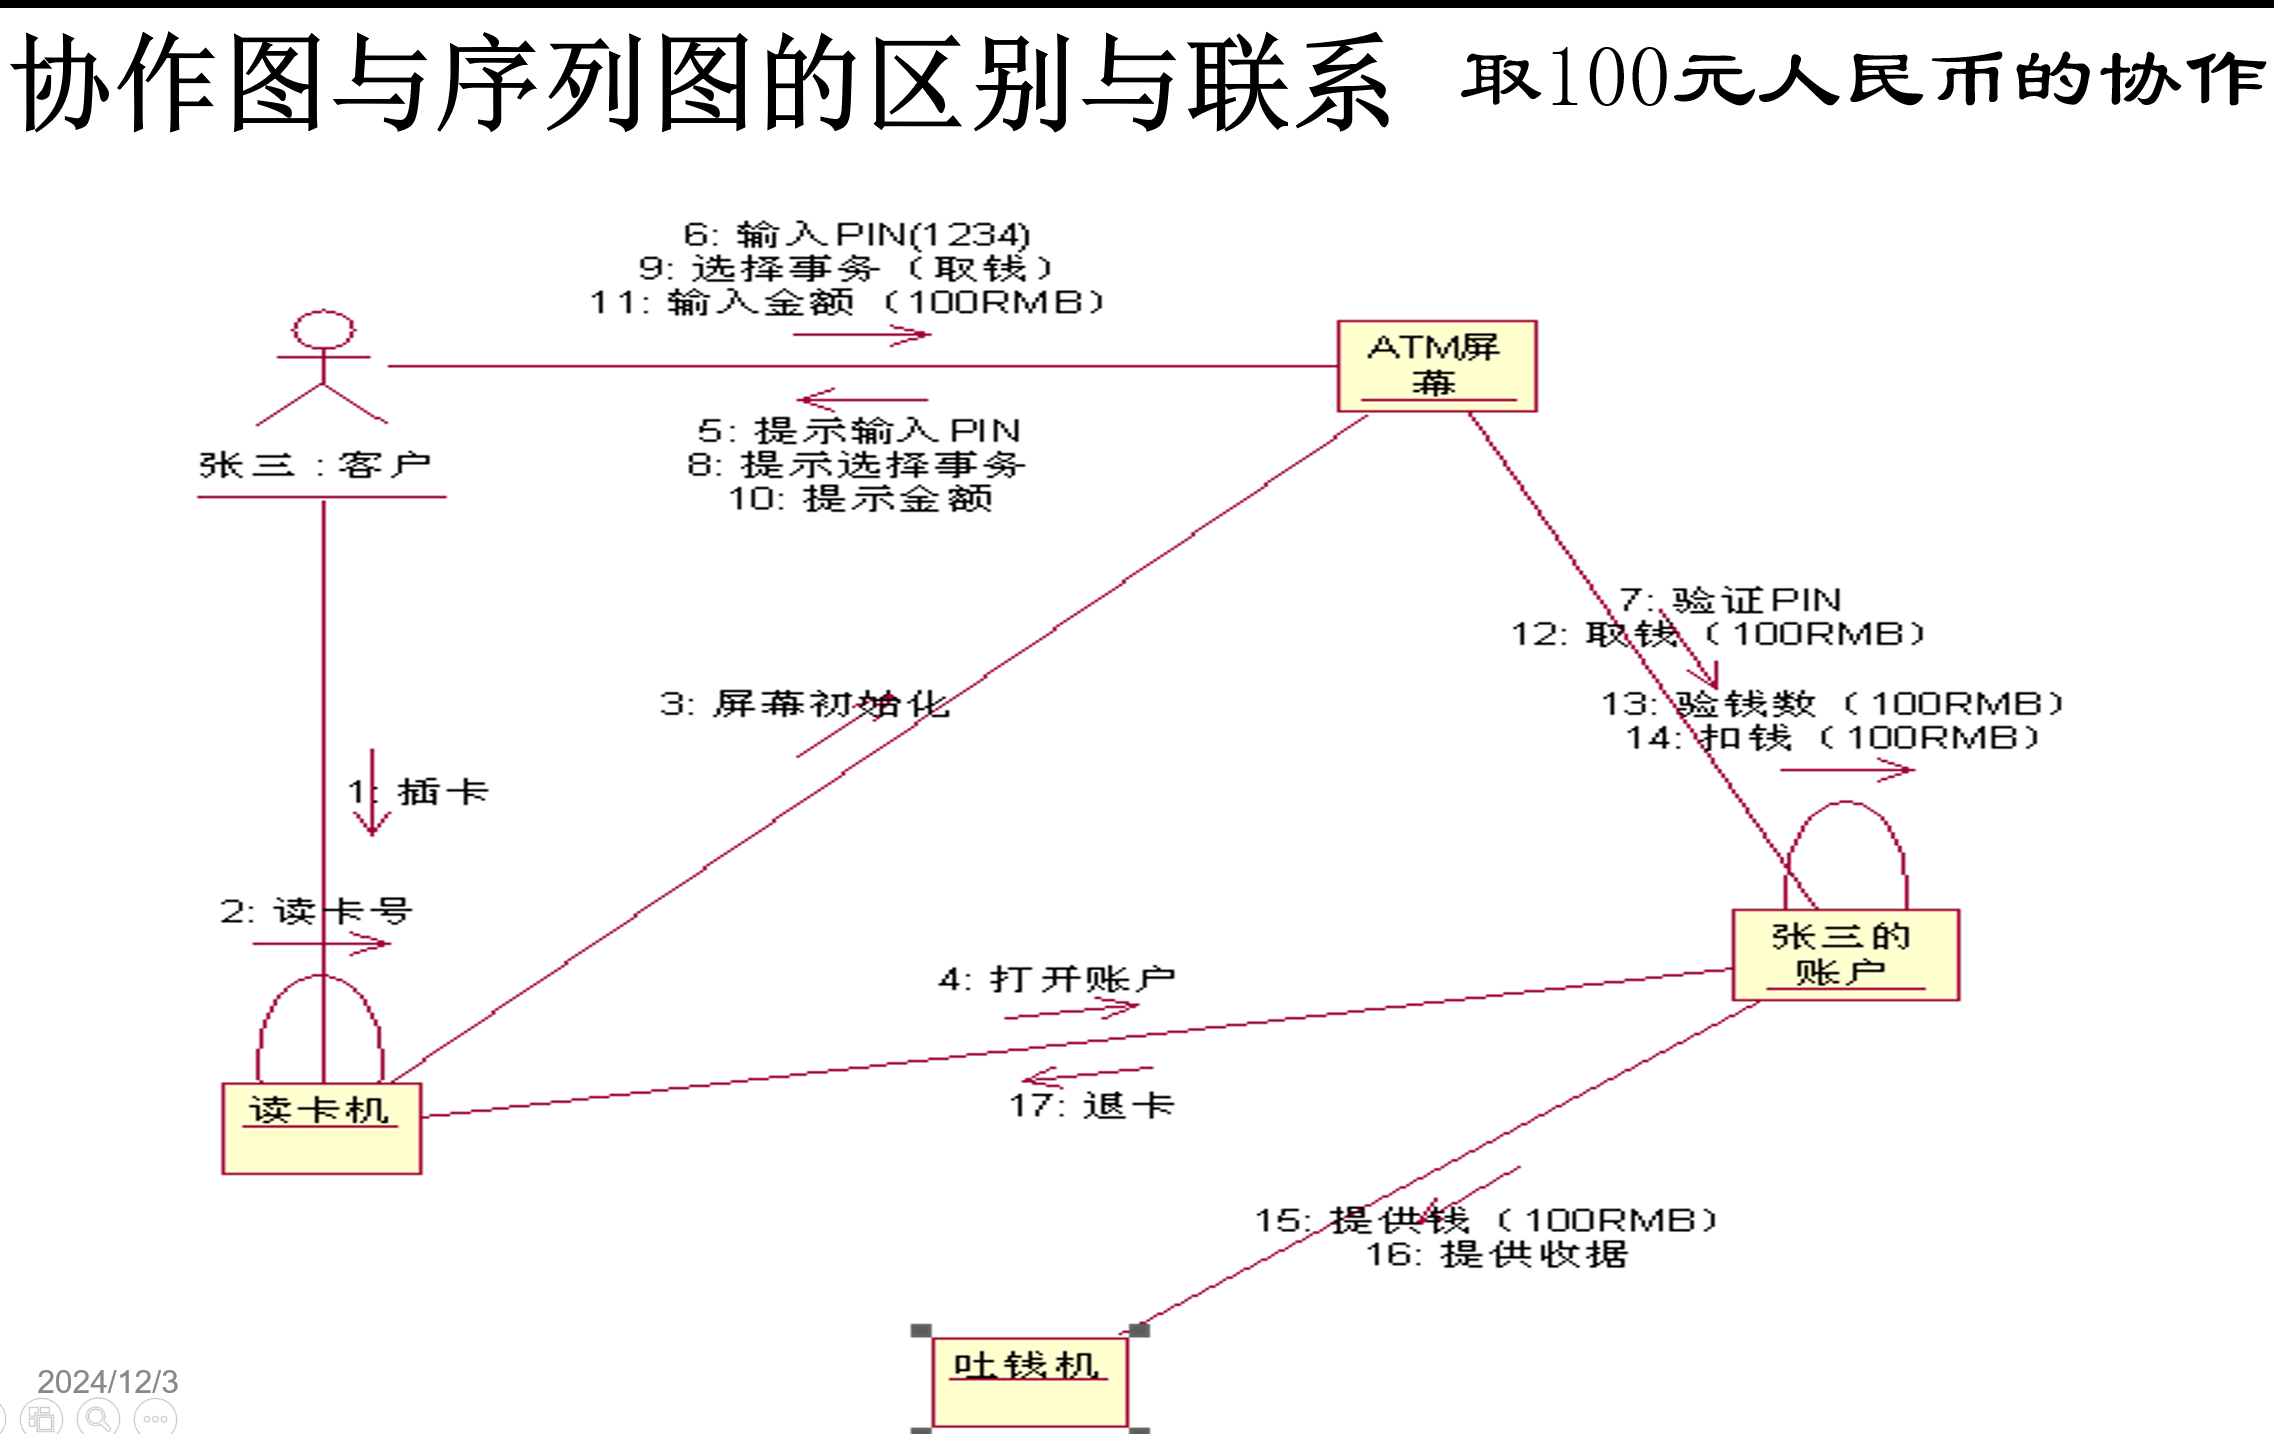 协作图与序列图的区别与联系 取100元人民币的协作
6: 输入PIN(1234)
9: 选择事务（取钱）
11: 输入金额（100RMB）
ATM屏
幕
5: 提示输入PIN
8: 提示选择事务
10: 提示金额
张三 : 客户
7: 验证PIN
12: 取钱（100RMB）
3: 屏幕初始化
13: 验钱数（100RMB）
14: 扣钱（100RMB）
1: 插卡
2: 读卡号
张三的
账户
4: 打开账户
读卡机
17: 退卡
15: 提供钱（100RMB）
16: 提供收据
吐钱机
2024/12/3